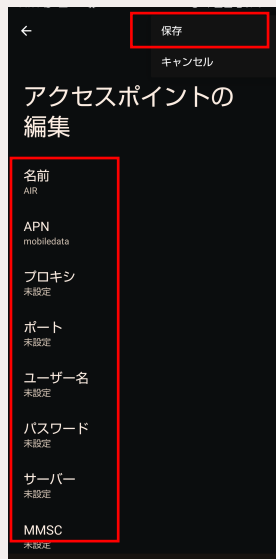 保存
キャンセル
アクセスポイントの
編集
名前
AIR
APN
mobiledata
プロキシ
未設定
ポート
未設定
ユーザー名
未設定
パスワード
未設定
サーバー
未設定
MMSC
未設定